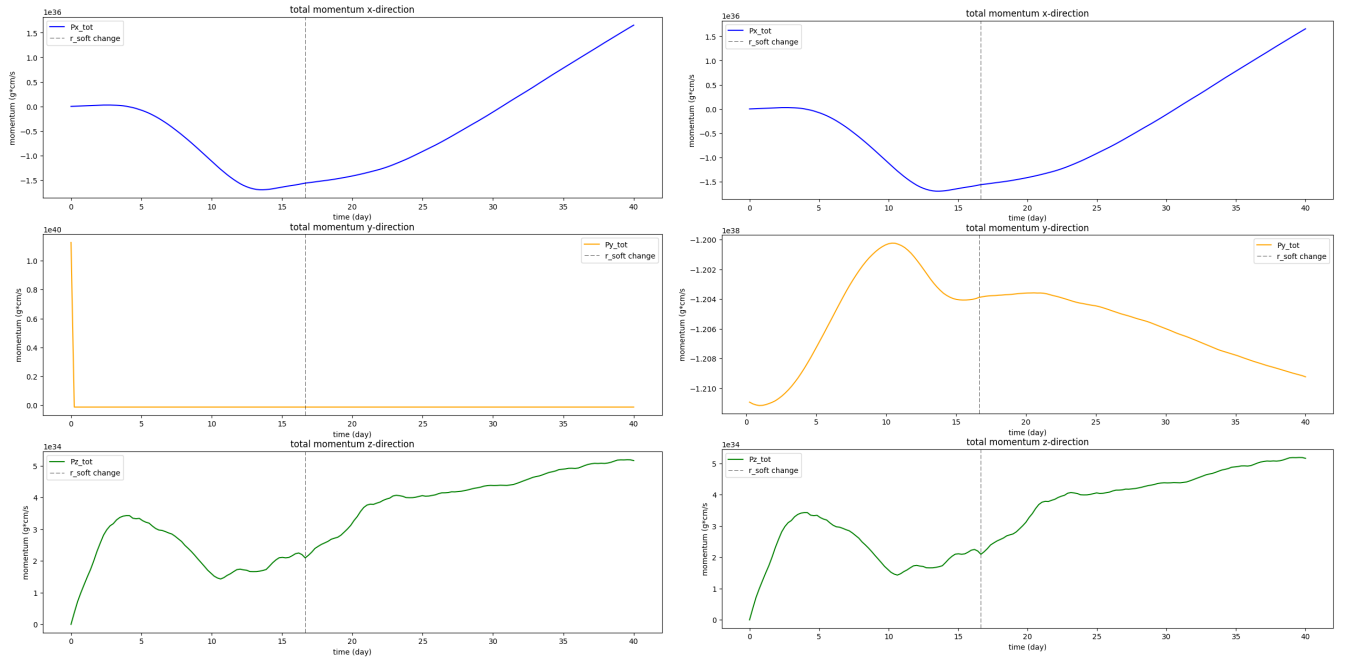 total momentum x-direction
1e36
Px_tot
r_soft change
momentum (g*cm/s
1.5
1.0
0.5
0.0
−0.5
−1.0
−1.5
0 5 10 15 20 25 30 35 40
time (day)
total momentum y-direction
1e40
Py_tot
r_soft change
momentum (g*cm/s
1.0
0.8
0.6
0.4
0.2
0.0
0 5 10 15 20 25 30 35 40
time (day)
total momentum z-direction
1e34
Pz_tot
r_soft change
momentum (g*cm/s
5
4
3
2
1
0
0 5 10 15 20 25 30 35 40
time (day)
total momentum x-direction
1e36
Px_tot
r_soft change
momentum (g*cm/s
1.5
1.0
0.5
0.0
−0.5
−1.0
−1.5
0 5 10 15 20 25 30 35 40
time (day)
total momentum y-direction
1e38
Py_tot
r_soft change
momentum (g*cm/s
−1.200
−1.202
−1.204
−1.206
−1.208
−1.210
0 5 10 15 20 25 30 35 40
time (day)
total momentum z-direction
1e34
Pz_tot
r_soft change
momentum (g*cm/s
5
4
3
2
1
0
0 5 10 15 20 25 30 35 40
time (day)